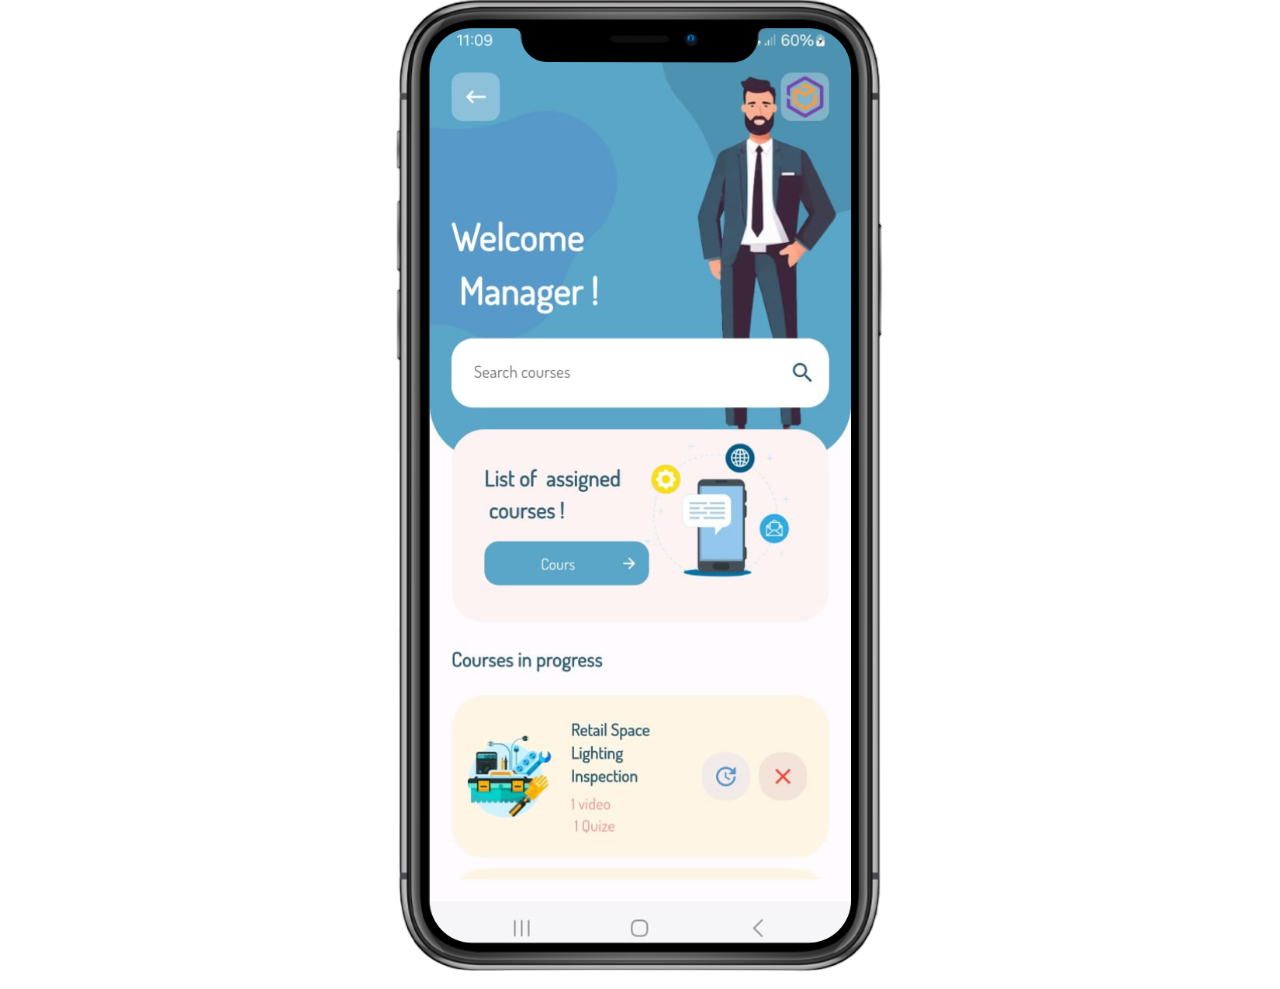 11:09
60%
Welcome
Manager !
Search courses
List of assigned
courses !
Cours
Courses in progress
Retail Space
Lighting
Inspection
1 video
1 Quize